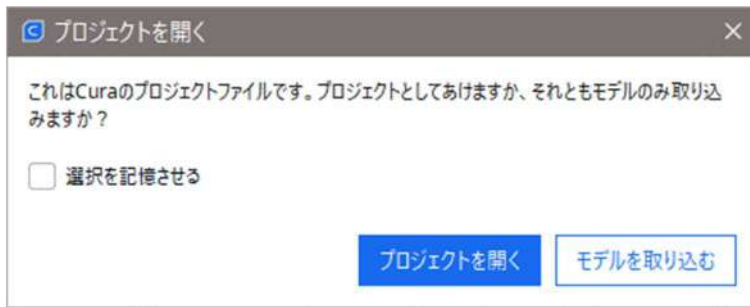 プロジェクトを開く
これはCuraのプロジェクトファイルです。プロジェクトとしてあけますか、それともモデルのみ取り込
みますか？
選択を記憶させる
プロジェクトを開く
モデルを取り込む